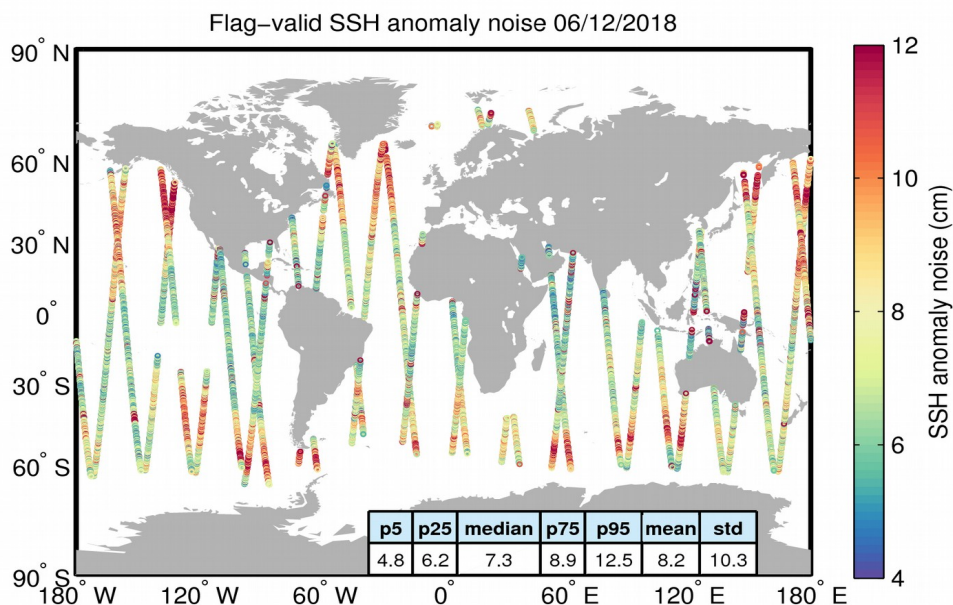 Flag−valid SSH anomaly noise 06/12/2018
90° N
60° N
30° N
0°
30° S
60° S
90° S
180° W
120° W
60° W
0°
60° E
120° E
180° E
p5 p25 median p75 p95 mean std
4.8 6.2 7.3 8.9 12.5 8.2 10.3
12
10
8
6
4
SSH anomaly noise (cm)